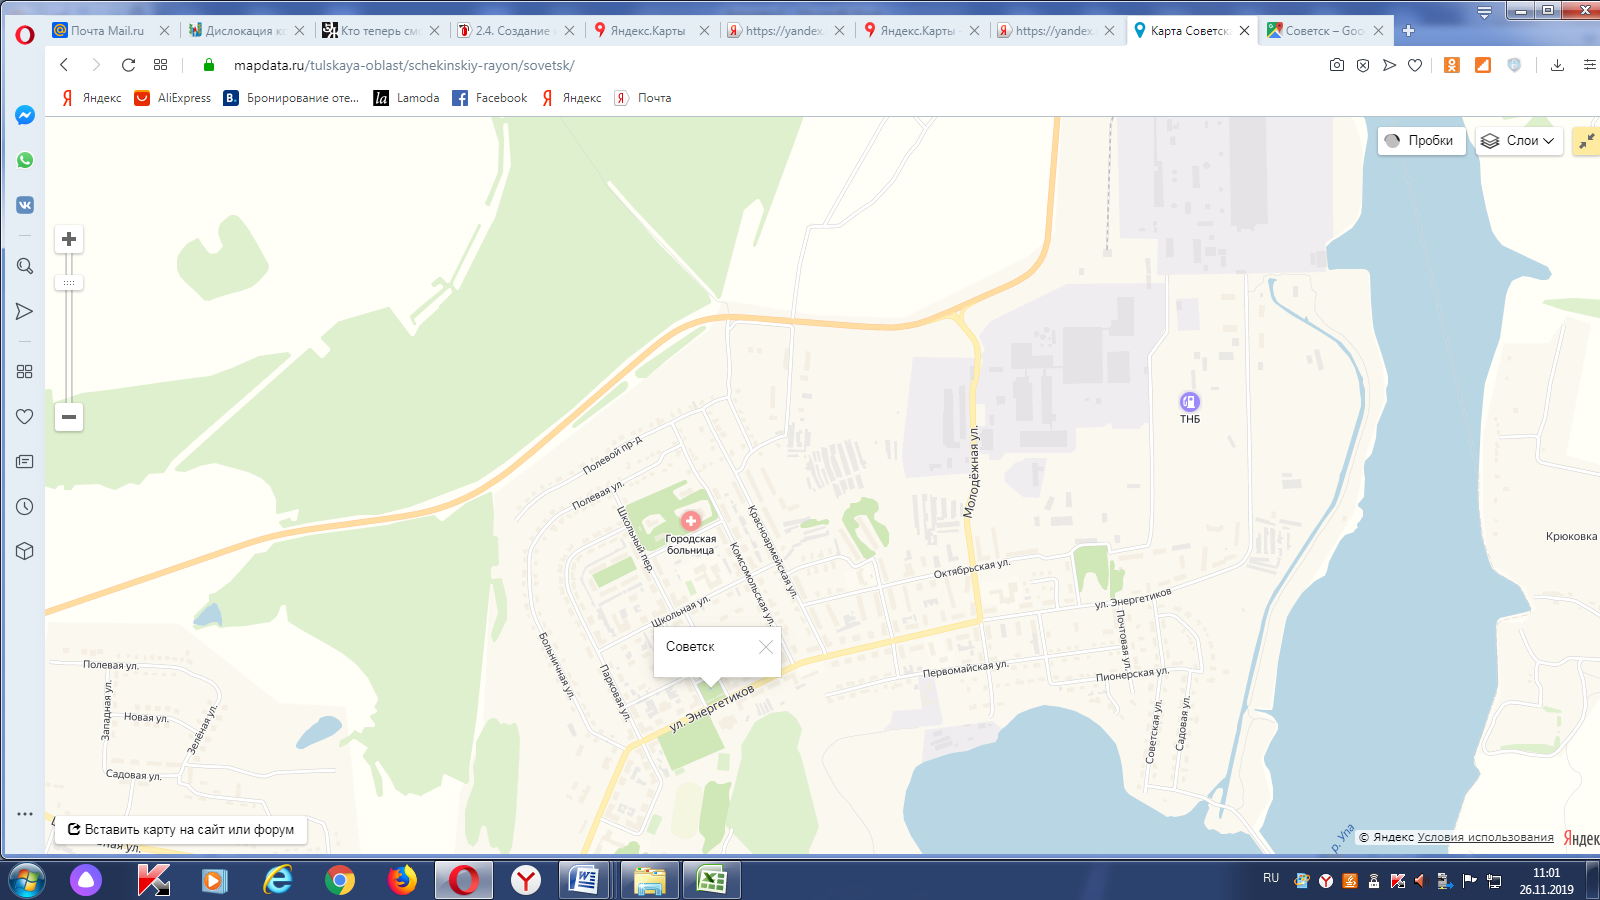 Почта Mail.ru
Дислокация ко
Кто теперь смо
2.4. Создание
Яндекс.Карты
https://yandex.
Яндекс.Карты
https://yandex.
Карта Советск
Советск – Goo
mapdata.ru/tulskaya-oblast/schekinskiy-rayon/sovetsk/
Яндекс
AliExpress
Бронирование оте...
Lamoda
Facebook
Яндекс
Почта
Пробки
Слои
ТНБ
Молодёжная ул.
Полевой пр-д
Полевая ул.
Школьный пер.
Городская
больница
Красноармейская ул.
Комсомольская ул.
Крюковка
Октябрьская ул.
ул. Энергетиков
Школьная ул.
Почтовая ул.
Советск
Больничная ул.
Парковая ул.
Первомайская ул.
Пионерская ул.
ул. Энергетиков
Советская ул.
Садовая ул.
Полевая ул.
Западная ул.
Новая ул.
Зелёная ул.
Садовая ул.
р. Упа
Вставить карту на сайт или форум
© Яндекс Условия использования
Яндек
RU
11:01
26.11.2019